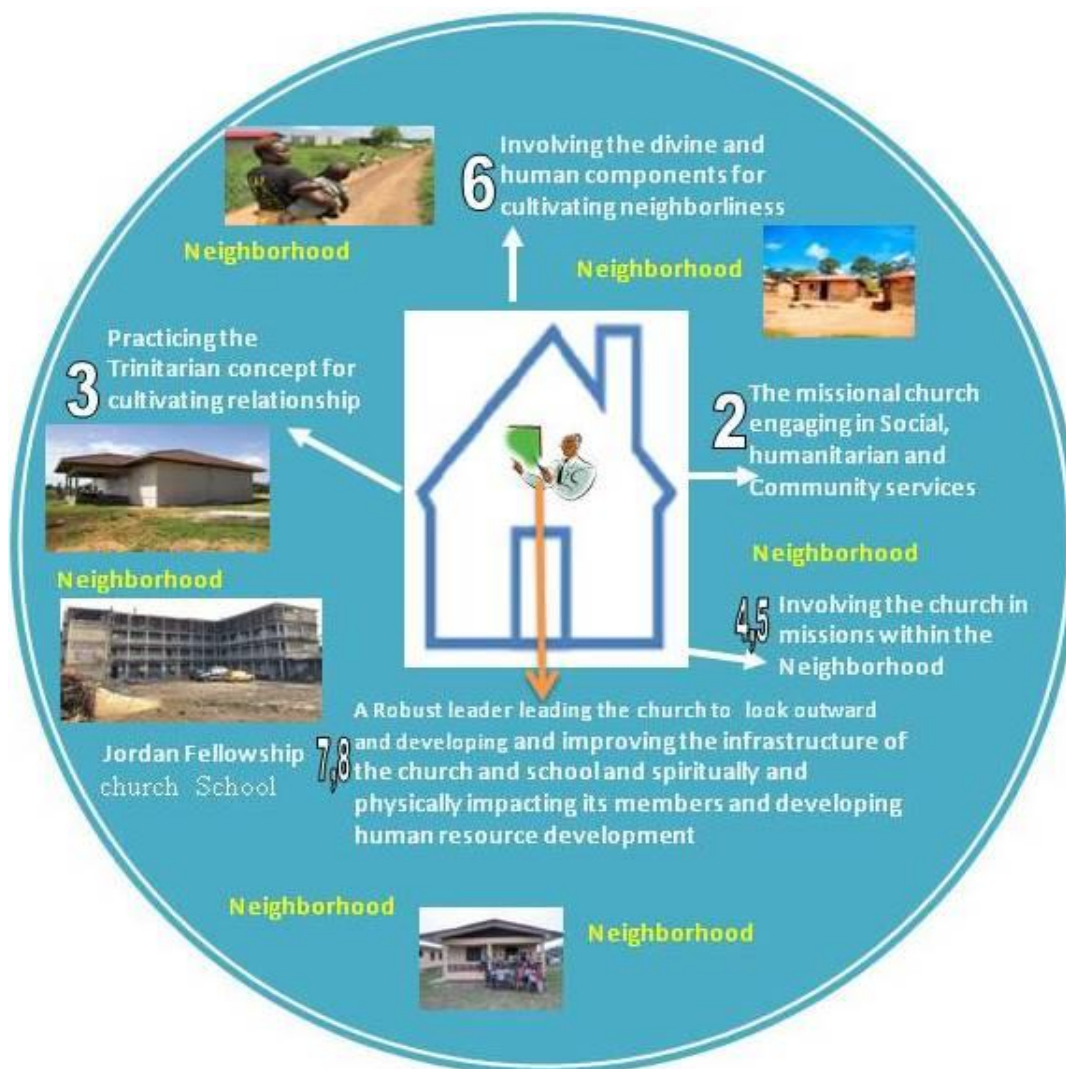 6
Involving the divine and
human components for
cultivating neighborliness
Neighborhood
Neighborhood
3
Practicing the
Trinitarian concept for
cultivating relationship
2
The missional church
engaging in Social,
humanitarian and
Community services
Neighborhood
Neighborhood
4,5
Involving the church in
missions within the
Neighborhood
Jordan Fellowship
church School
7,8
A Robust leader leading the church to look outward
and developing and improving the infrastructure of
the church and school and spiritually and
physically impacting its members and developing
human resource development
Neighborhood
Neighborhood